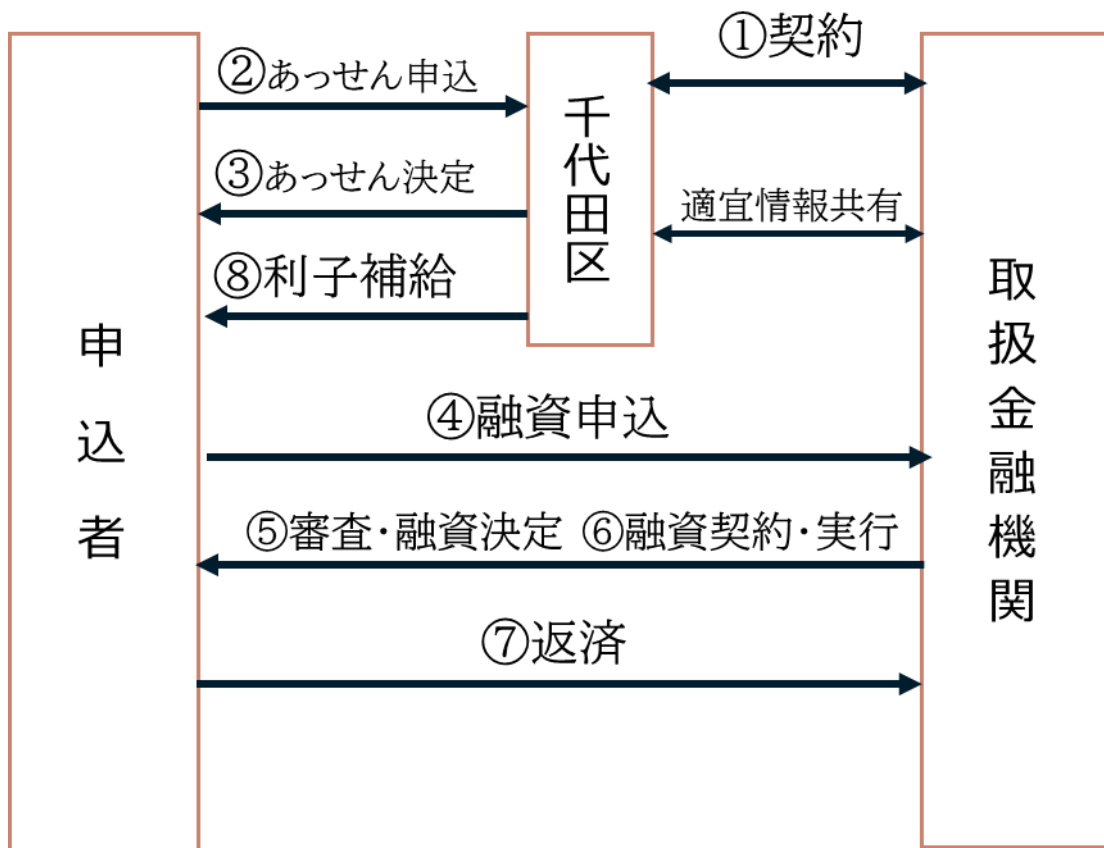 ①契約
②あっせん申込
千代田区
③あっせん決定
適宜情報共有
⑧利子補給
申込者
取扱金融機関
④融資申込
⑤審査・融資決定 ⑥融資契約・実行
⑦返済